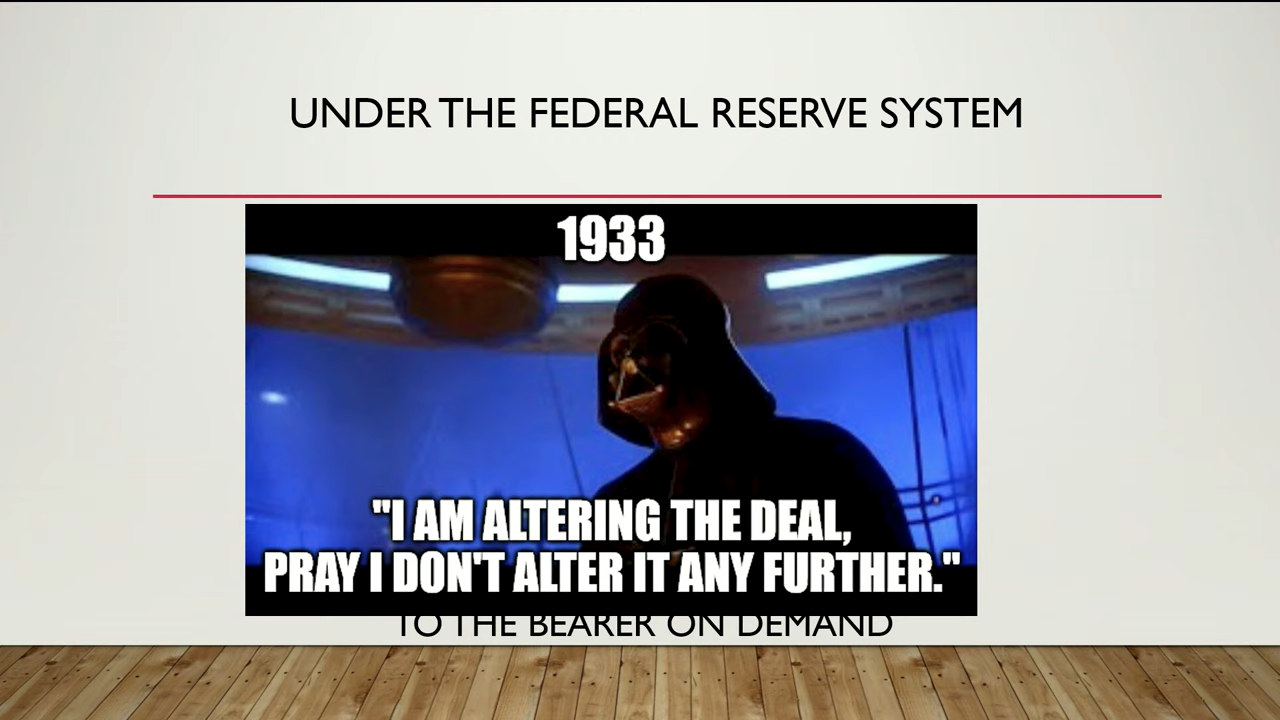 UNDER THE FEDERAL RESERVE SYSTEM
1933
"I AM ALTERING THE DEAL,
PRAY I DON'T ALTER IT ANY FURTHER."
TO THE BEARER ON DEMAND